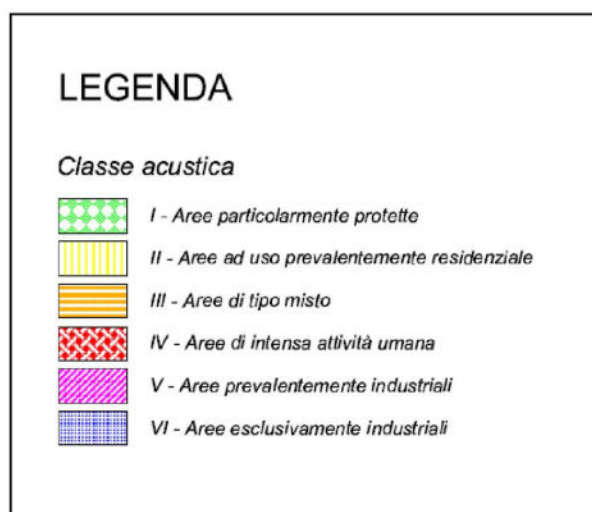 LEGENDA
Classe acustica
I - Aree particolarmente protette
II - Aree ad uso prevalentemente residenziale
III - Aree di tipo misto
IV - Aree di intensa attività umana
V - Aree prevalentemente industriali
VI - Aree esclusivamente industriali